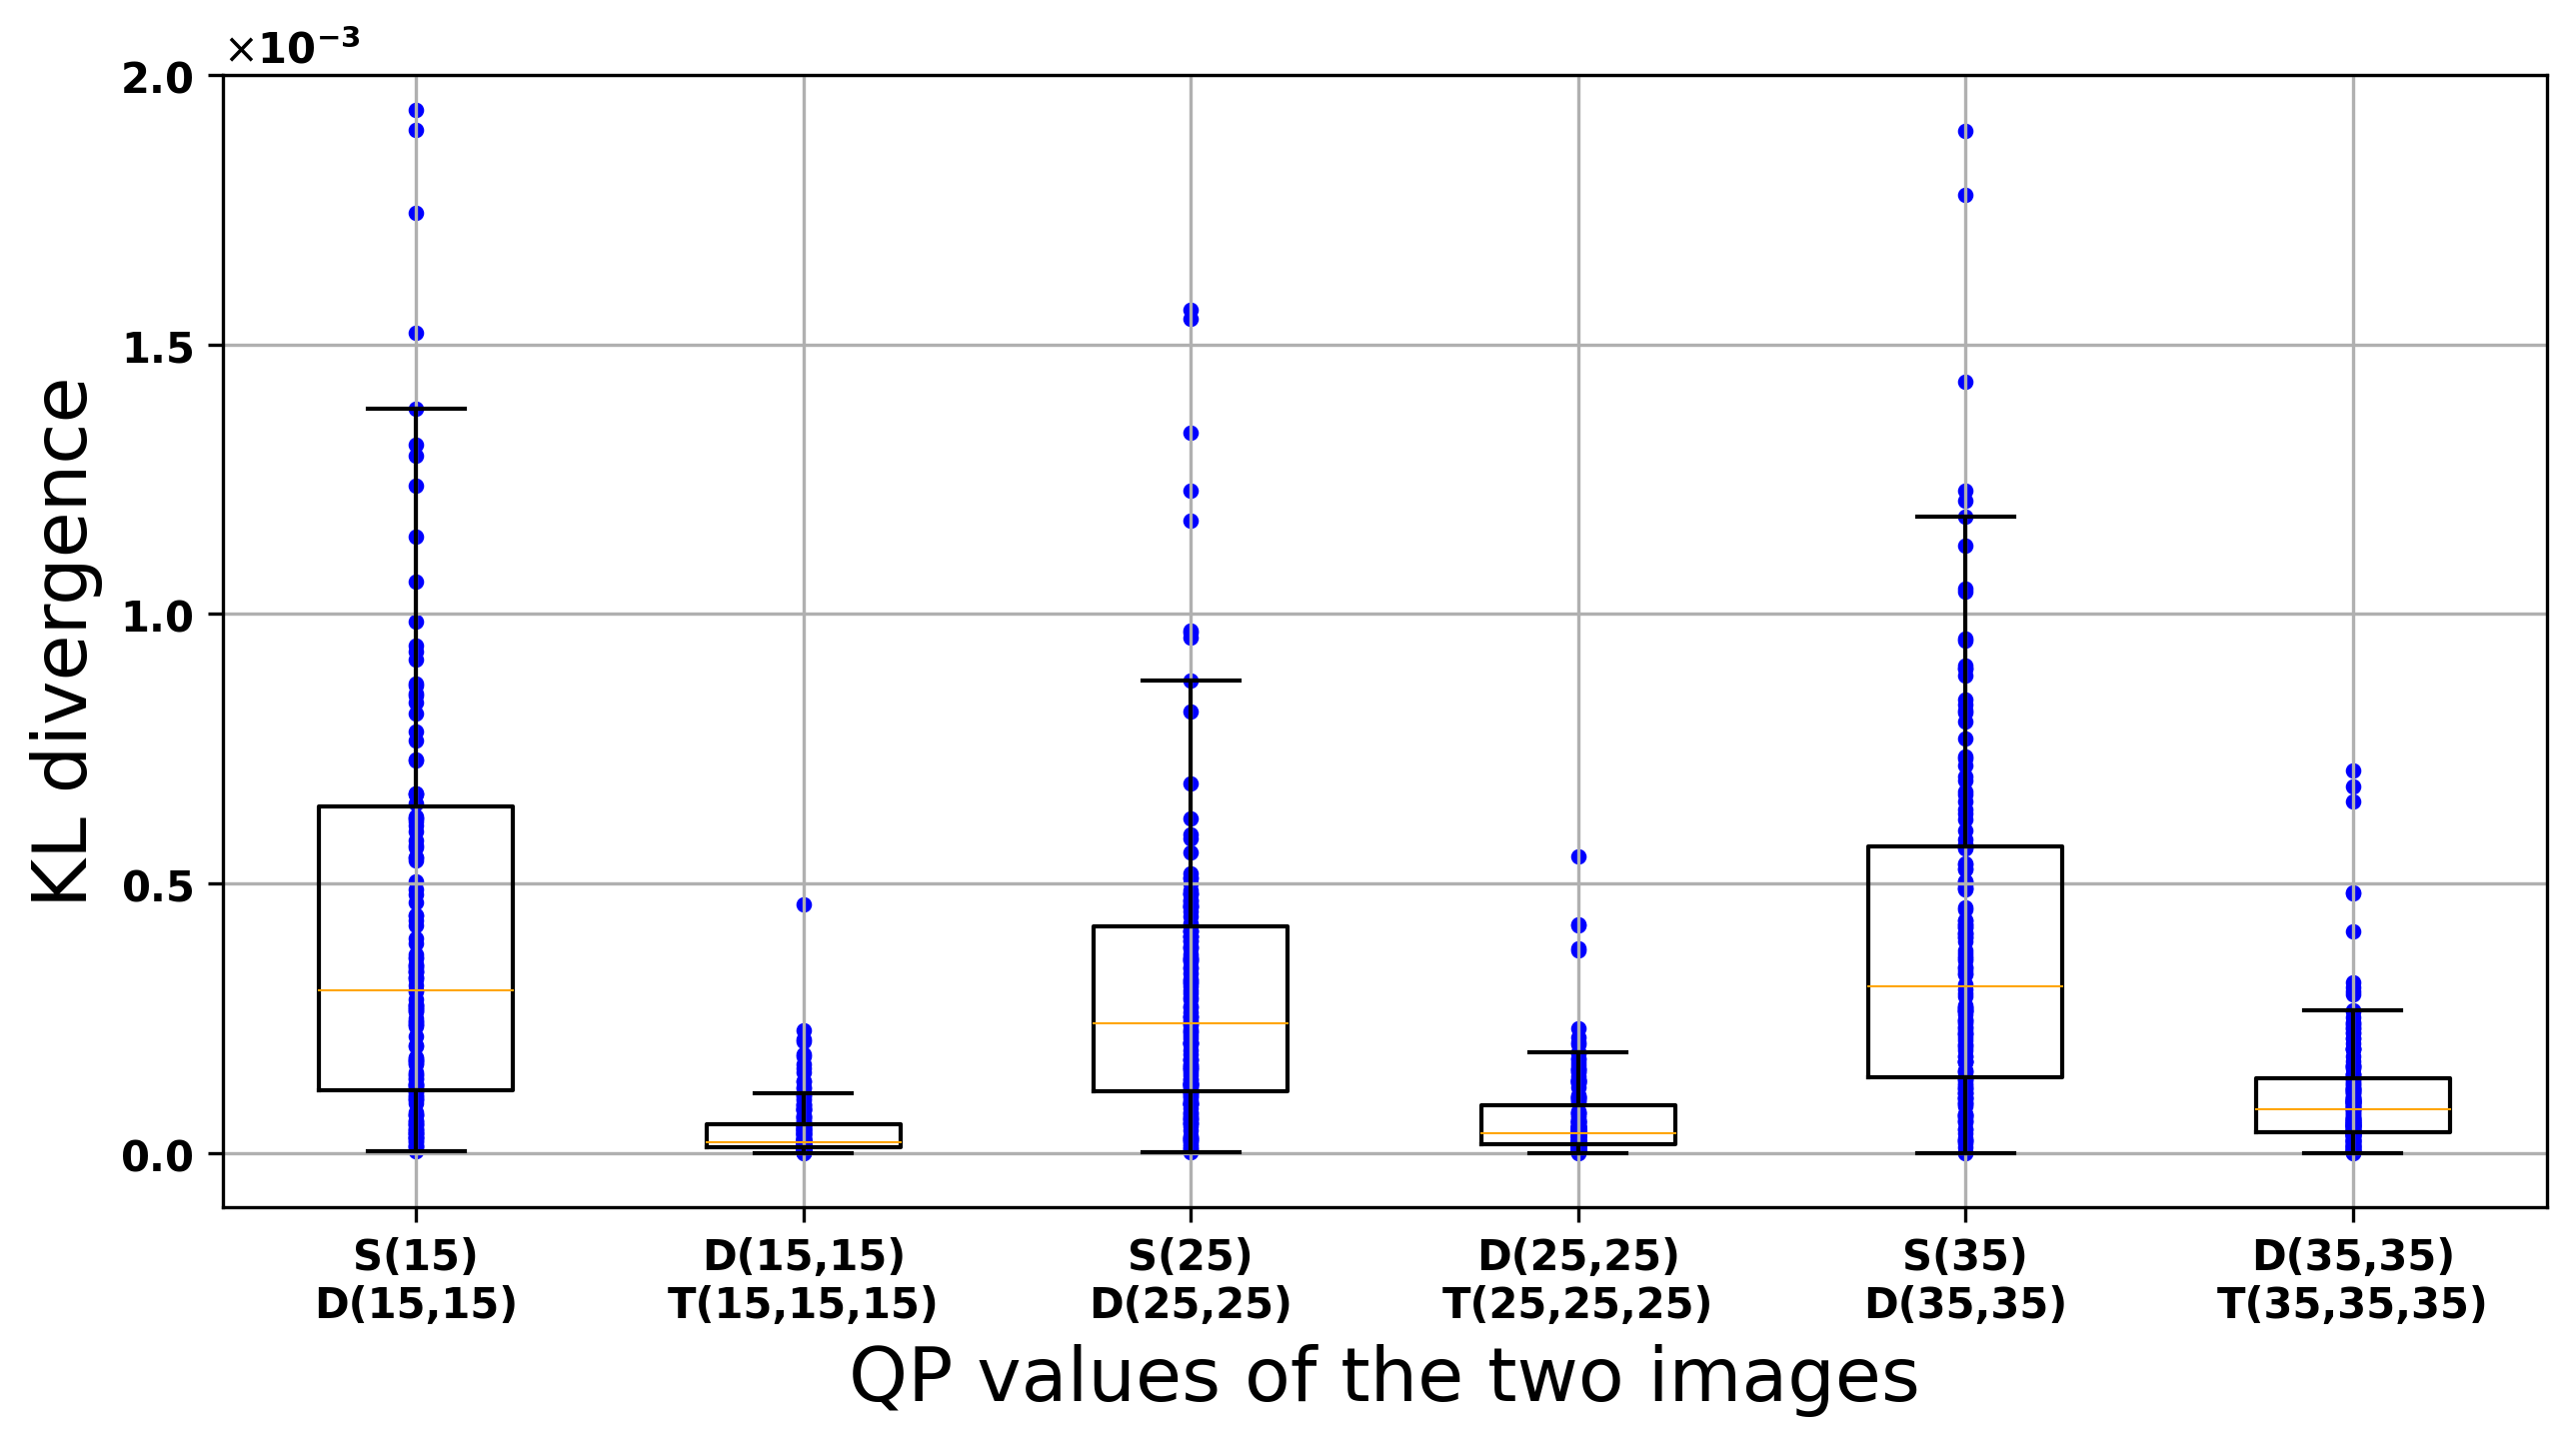 ×10⁻³
2.0
1.5
1.0
0.5
0.0
KL divergence
S(15)
D(15,15)
D(15,15)
T(15,15,15)
S(25)
D(25,25)
D(25,25)
T(25,25,25)
S(35)
D(35,35)
D(35,35)
T(35,35,35)
QP values of the two images